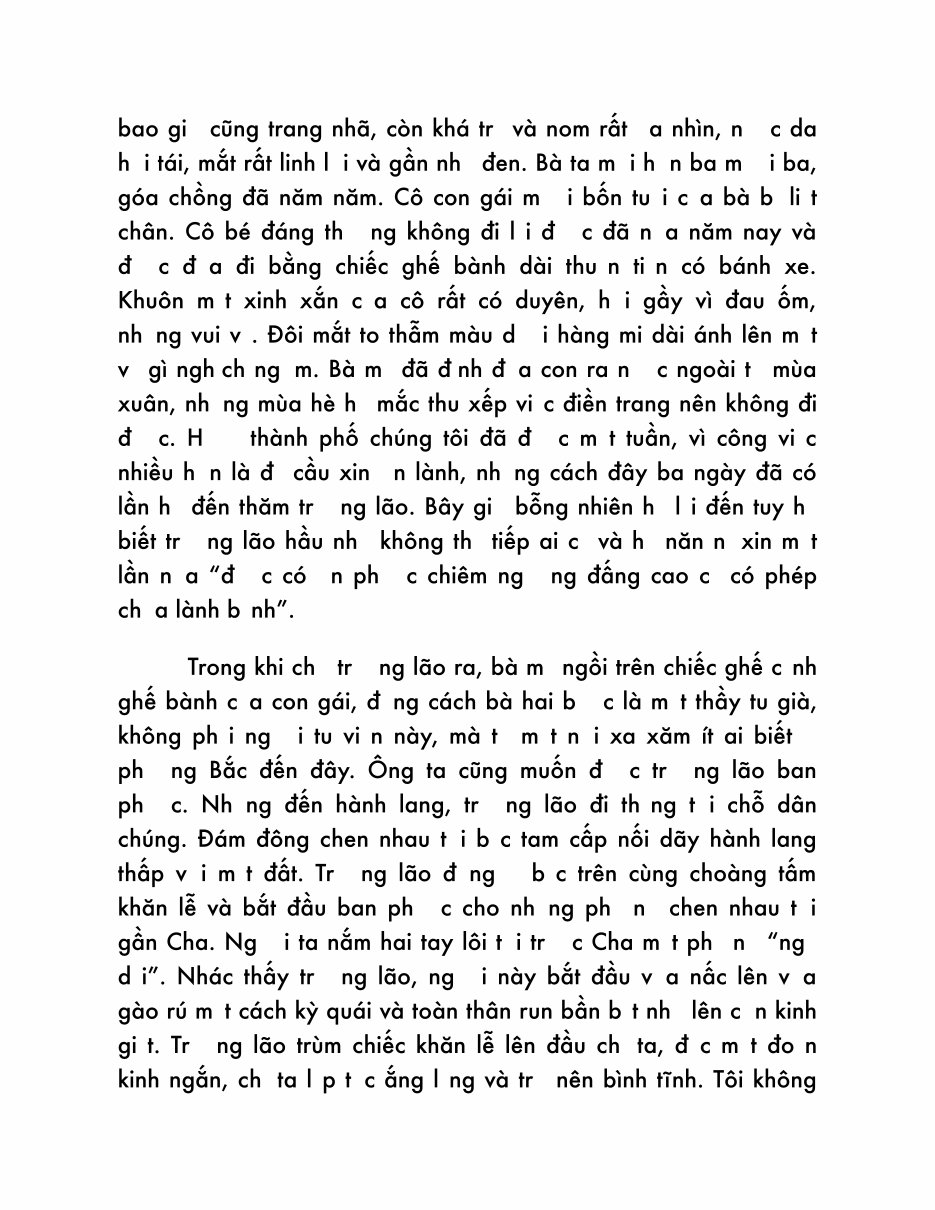 bao gi cũng trang nhã, còn khá tr và nom rất a nhìn, n c da
h i tái, mắt rất linh l i và gần nh đen. Bà ta m i h n ba m i ba,
góa chồng đã năm năm. Cô con gái m i bốn tu i c a bà b li t
chân. Cô bé đáng th ng không đi l i đ c đã n a năm nay và
đ c đ a đi bằng chiếc ghế bành dài thu n ti n có bánh xe.
Khuôn m t xinh xắn c a cô rất có duyên, h i gầy vì đau ốm,
nh ng vui v . Đôi mắt to thẫm màu d i hàng mi dài ánh lên m t
v gì ngh ch ng m. Bà m đã đ nh đ a con ra n c ngoài t mùa
xuân, nh ng mùa hè h mắc thu xếp vi c điền trang nên không đi
đ c. H thành phố chúng tôi đã đ c m t tuần, vì công vi c
nhiều h n là đ cầu xin n lành, nh ng cách đây ba ngày đã có
lần h đến thăm tr ng lão. Bây gi bỗng nhiên h l i đến tuy h
biết tr ng lão hầu nh không th tiếp ai c và h năn n xin m t
lần n a “đ c có n ph c chiêm ng ng đấng cao c có phép
ch a lành b nh”.
Trong khi ch tr ng lão ra, bà m ngồi trên chiếc ghế c nh
ghế bành c a con gái, đ ng cách bà hai b c là m t thầy tu già,
không ph i ng i tu vi n này, mà t m t n i xa xăm ít ai biết
ph ng Bắc đến đây. Ông ta cũng muốn đ c tr ng lão ban
ph c. Nh ng đến hành lang, tr ng lão đi th ng t i chỗ dân
chúng. Đám đông chen nhau t i b c tam cấp nối dãy hành lang
thấp v i m t đất. Tr ng lão đ ng b c trên cùng choàng tấm
khăn lễ và bắt đầu ban ph c cho nh ng ph n chen nhau t i
gần Cha. Ng i ta nắm hai tay lôi t i tr c Cha m t ph n “ng
d i”. Nhác thấy tr ng lão, ng i này bắt đầu v a nấc lên v a
gào rú m t cách kỳ quái và toàn thân run bần b t nh lên c n kinh
gi t. Tr ng lão trùm chiếc khăn lễ lên đầu ch ta, đ c m t đo n
kinh ngắn, ch ta l p t c ắng l ng và tr nên bình tĩnh. Tôi không